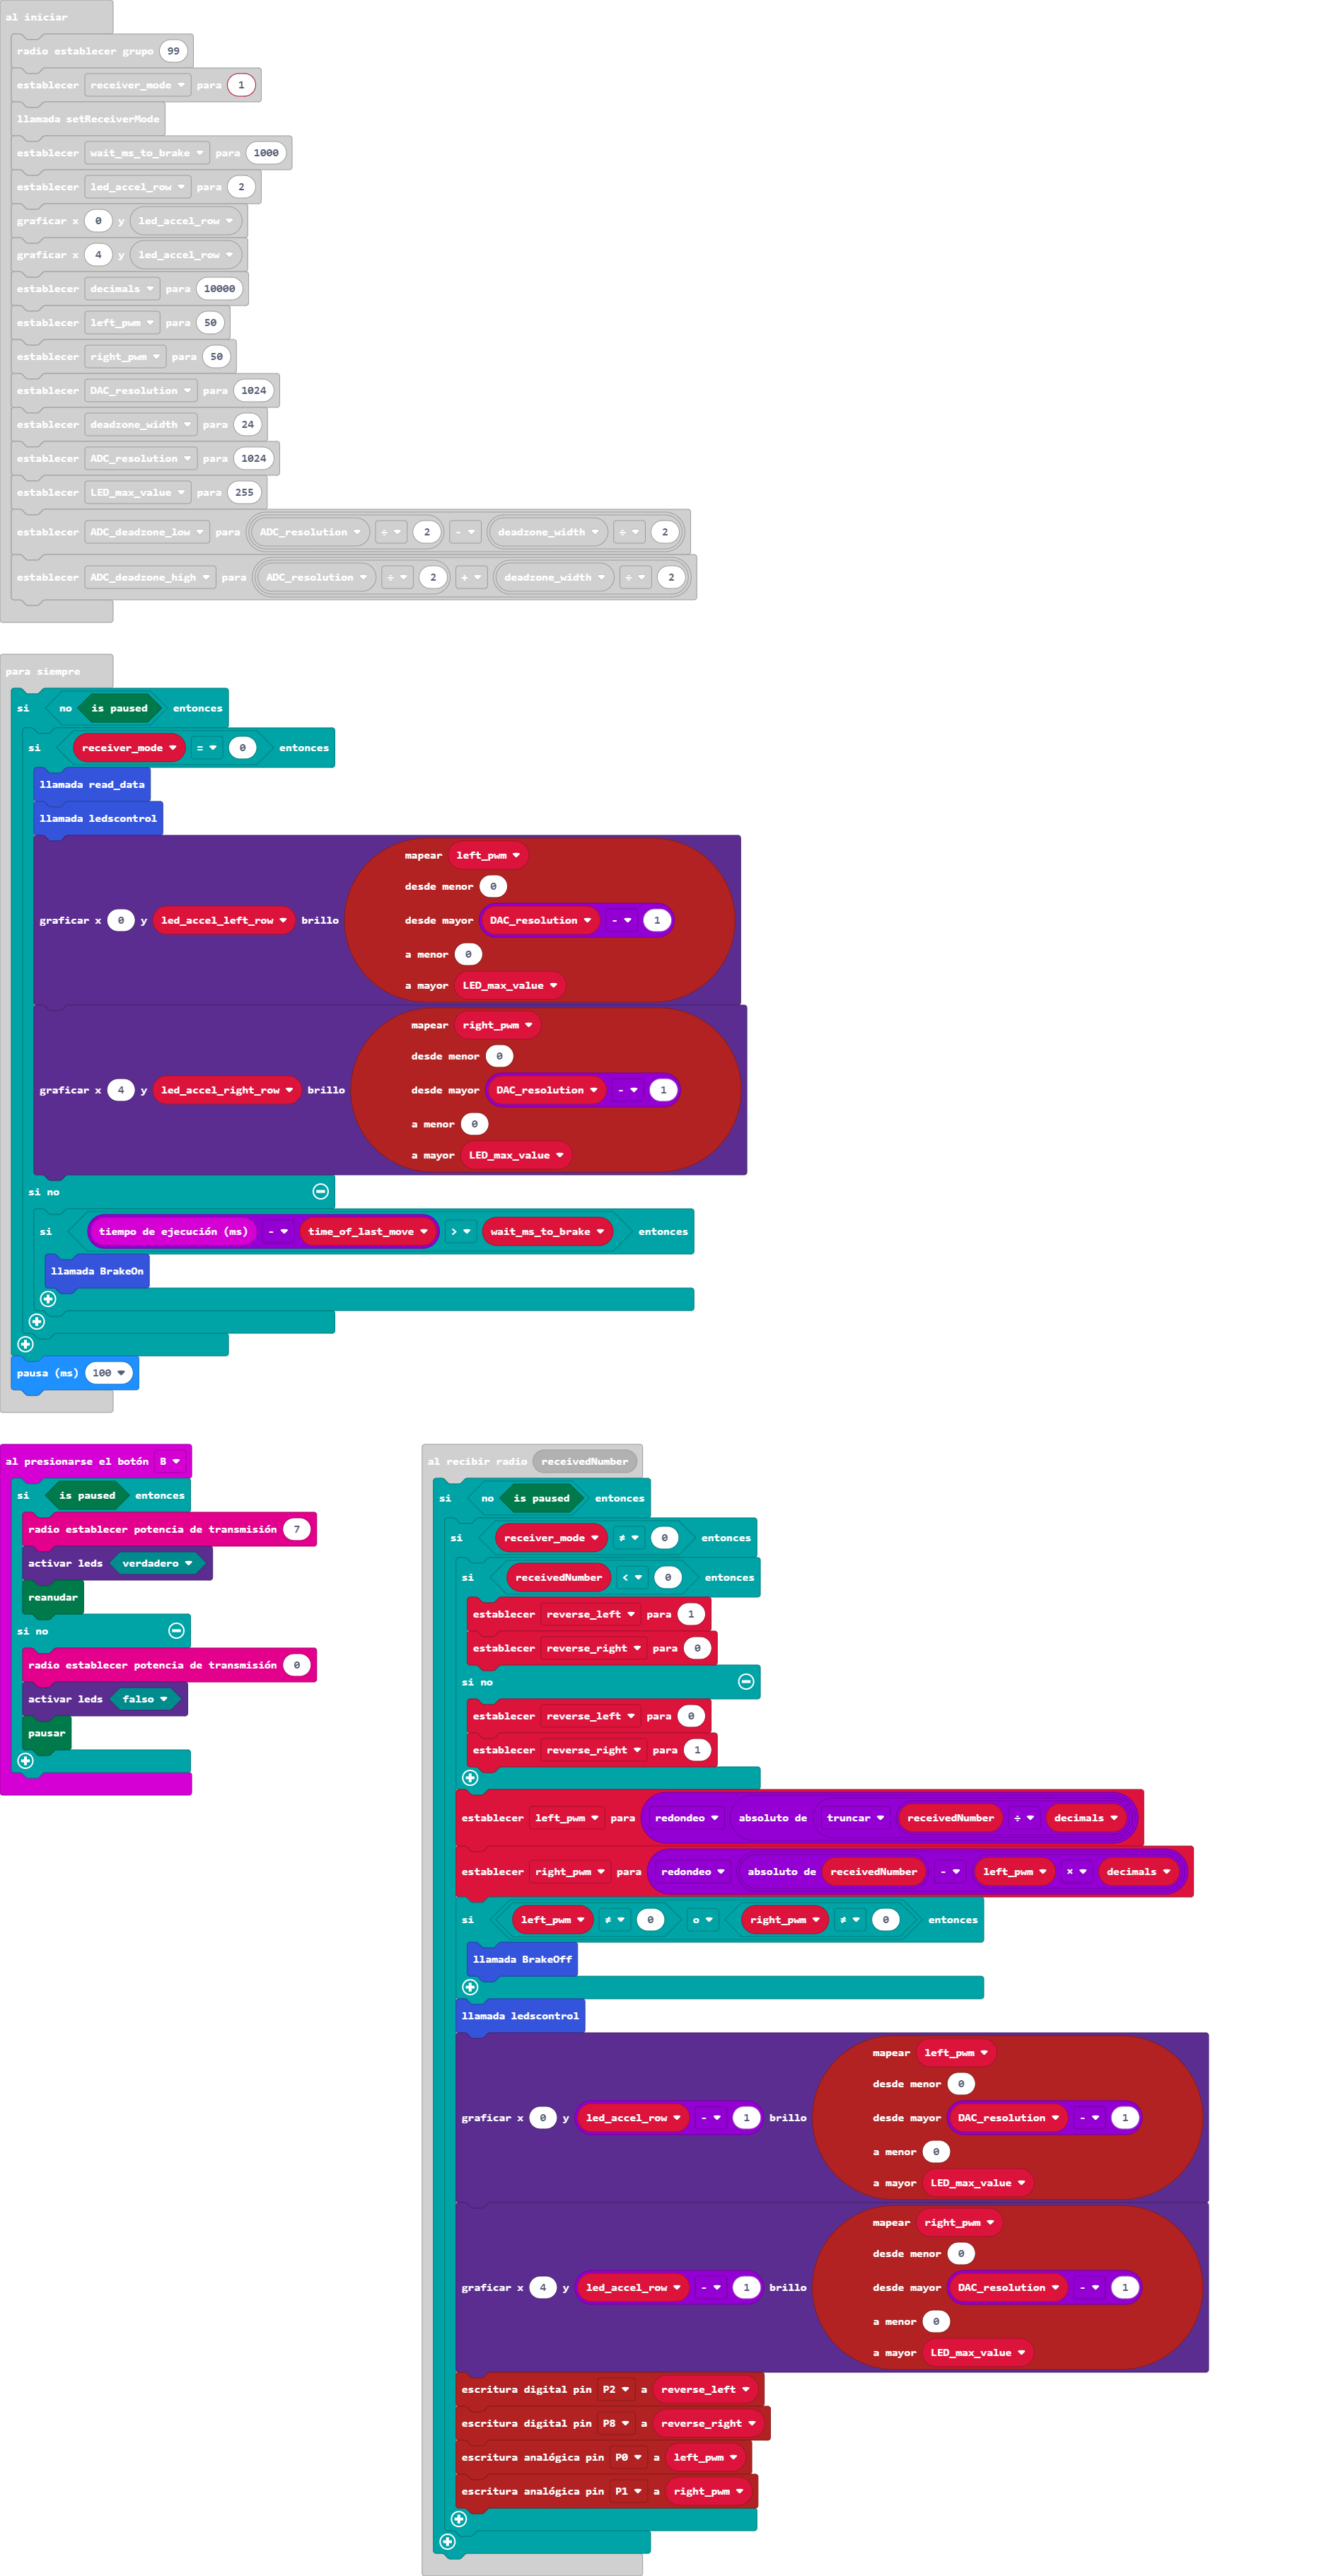 al iniciar
radio establecer grupo 99
establecer receiver_mode para 1
llamada setReceiverMode
establecer wait_ms_to_brake para 1000
establecer led_accel_row para 2
graficar x 0 y led_accel_row
graficar x 4 y led_accel_row
establecer decimals para 10000
establecer left_pwm para 50
establecer right_pwm para 50
establecer DAC_resolution para 1024
establecer deadzone_width para 24
establecer ADC_resolution para 1024
establecer LED_max_value para 255
establecer ADC_deadzone_low para ADC_resolution ÷ 2 - deadzone_width ÷ 2
establecer ADC_deadzone_high para ADC_resolution ÷ 2 + deadzone_width ÷ 2
para siempre
si no is paused entonces
si receiver_mode = 0 entonces
llamada read_data
llamada ledscontrol
mapear left_pwm
desde menor 0
graficar x 0 y led_accel_left_row brillo desde mayor DAC_resolution - 1
a menor 0
a mayor LED_max_value
mapear right_pwm
desde menor 0
graficar x 4 y led_accel_right_row brillo desde mayor DAC_resolution - 1
a menor 0
a mayor LED_max_value
si no
si tiempo de ejecución (ms) - time_of_last_move > wait_ms_to_brake entonces
llamada BrakeOn
pausa (ms) 100
al presionarse el botón B
si is paused entonces
radio establecer potencia de transmisión 7
activar leds verdadero
reanudar
si no
radio establecer potencia de transmisión 0
activar leds falso
pausar
al recibir radio receivedNumber
si no is paused entonces
si receiver_mode ≠ 0 entonces
si receivedNumber < 0 entonces
establecer reverse_left para 1
establecer reverse_right para 0
si no
establecer reverse_left para 0
establecer reverse_right para 1
establecer left_pwm para redondeo absoluto de truncar receivedNumber ÷ decimals
establecer right_pwm para redondeo absoluto de receivedNumber - left_pwm × decimals
si left_pwm ≠ 0 o right_pwm ≠ 0 entonces
llamada BrakeOff
llamada ledscontrol
mapear left_pwm
desde menor 0
graficar x 0 y led_accel_row - 1 brillo desde mayor DAC_resolution - 1
a menor 0
a mayor LED_max_value
mapear right_pwm
desde menor 0
graficar x 4 y led_accel_row - 1 brillo desde mayor DAC_resolution - 1
a menor 0
a mayor LED_max_value
escritura digital pin P2 a reverse_left
escritura digital pin P8 a reverse_right
escritura analógica pin P0 a left_pwm
escritura analógica pin P1 a right_pwm